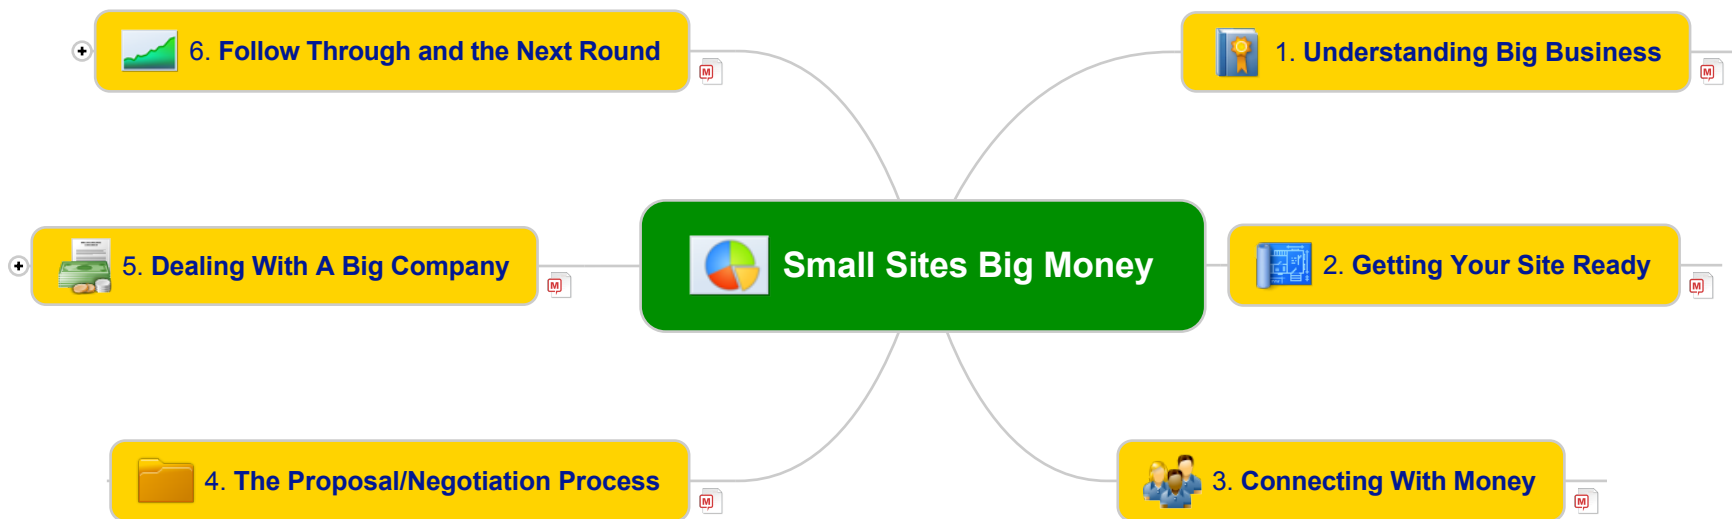 6. Follow Through and the Next Round
1. Understanding Big Business
5. Dealing With A Big Company
Small Sites Big Money
2. Getting Your Site Ready
4. The Proposal/Negotiation Process
3. Connecting With Money